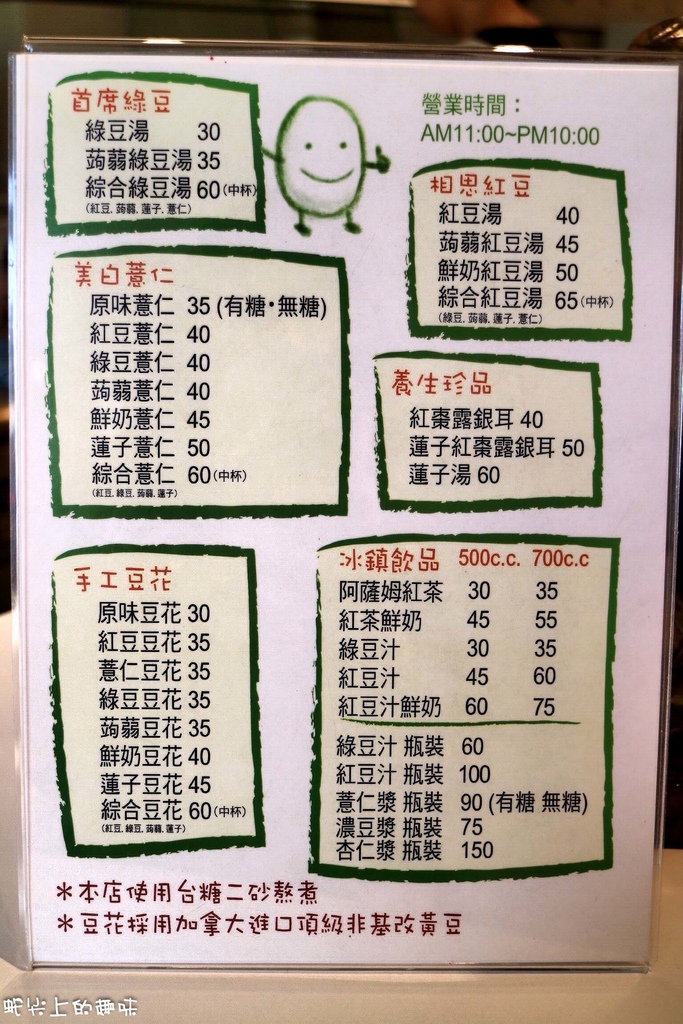 首席綠豆
綠豆湯 30
蒟蒻綠豆湯 35
綜合綠豆湯 60(中杯)
(紅豆. 蒟蒻. 蓮子. 薏仁)
營業時間：
AM11:00~PM10:00
相思紅豆
紅豆湯 40
蒟蒻紅豆湯 45
鮮奶紅豆湯 50
綜合紅豆湯 65(中杯)
(綠豆. 蒟蒻. 蓮子. 薏仁)
美白薏仁
原味薏仁 35 (有糖・無糖)
紅豆薏仁 40
綠豆薏仁 40
蒟蒻薏仁 40
鮮奶薏仁 45
蓮子薏仁 50
綜合薏仁 60(中杯)
(紅豆. 綠豆. 蒟蒻. 蓮子)
養生珍品
紅棗露銀耳 40
蓮子紅棗露銀耳 50
蓮子湯 60
手工豆花
原味豆花 30
紅豆豆花 35
薏仁豆花 35
綠豆豆花 35
蒟蒻豆花 35
鮮奶豆花 40
蓮子豆花 45
綜合豆花 60(中杯)
(紅豆. 綠豆. 蒟蒻. 蓮子)
冰鎮飲品 500c.c. 700c.c
阿薩姆紅茶 30 35
紅茶鮮奶 45 55
綠豆汁 30 35
紅豆汁 45 60
紅豆汁鮮奶 60 75
綠豆汁 瓶裝 60
紅豆汁 瓶裝 100
薏仁漿 瓶裝 90 (有糖 無糖)
濃豆漿 瓶裝 75
杏仁漿 瓶裝 150
＊本店使用台糖二砂熬煮
＊豆花採用加拿大進口頂級非基改黃豆
舌尖上的趣味